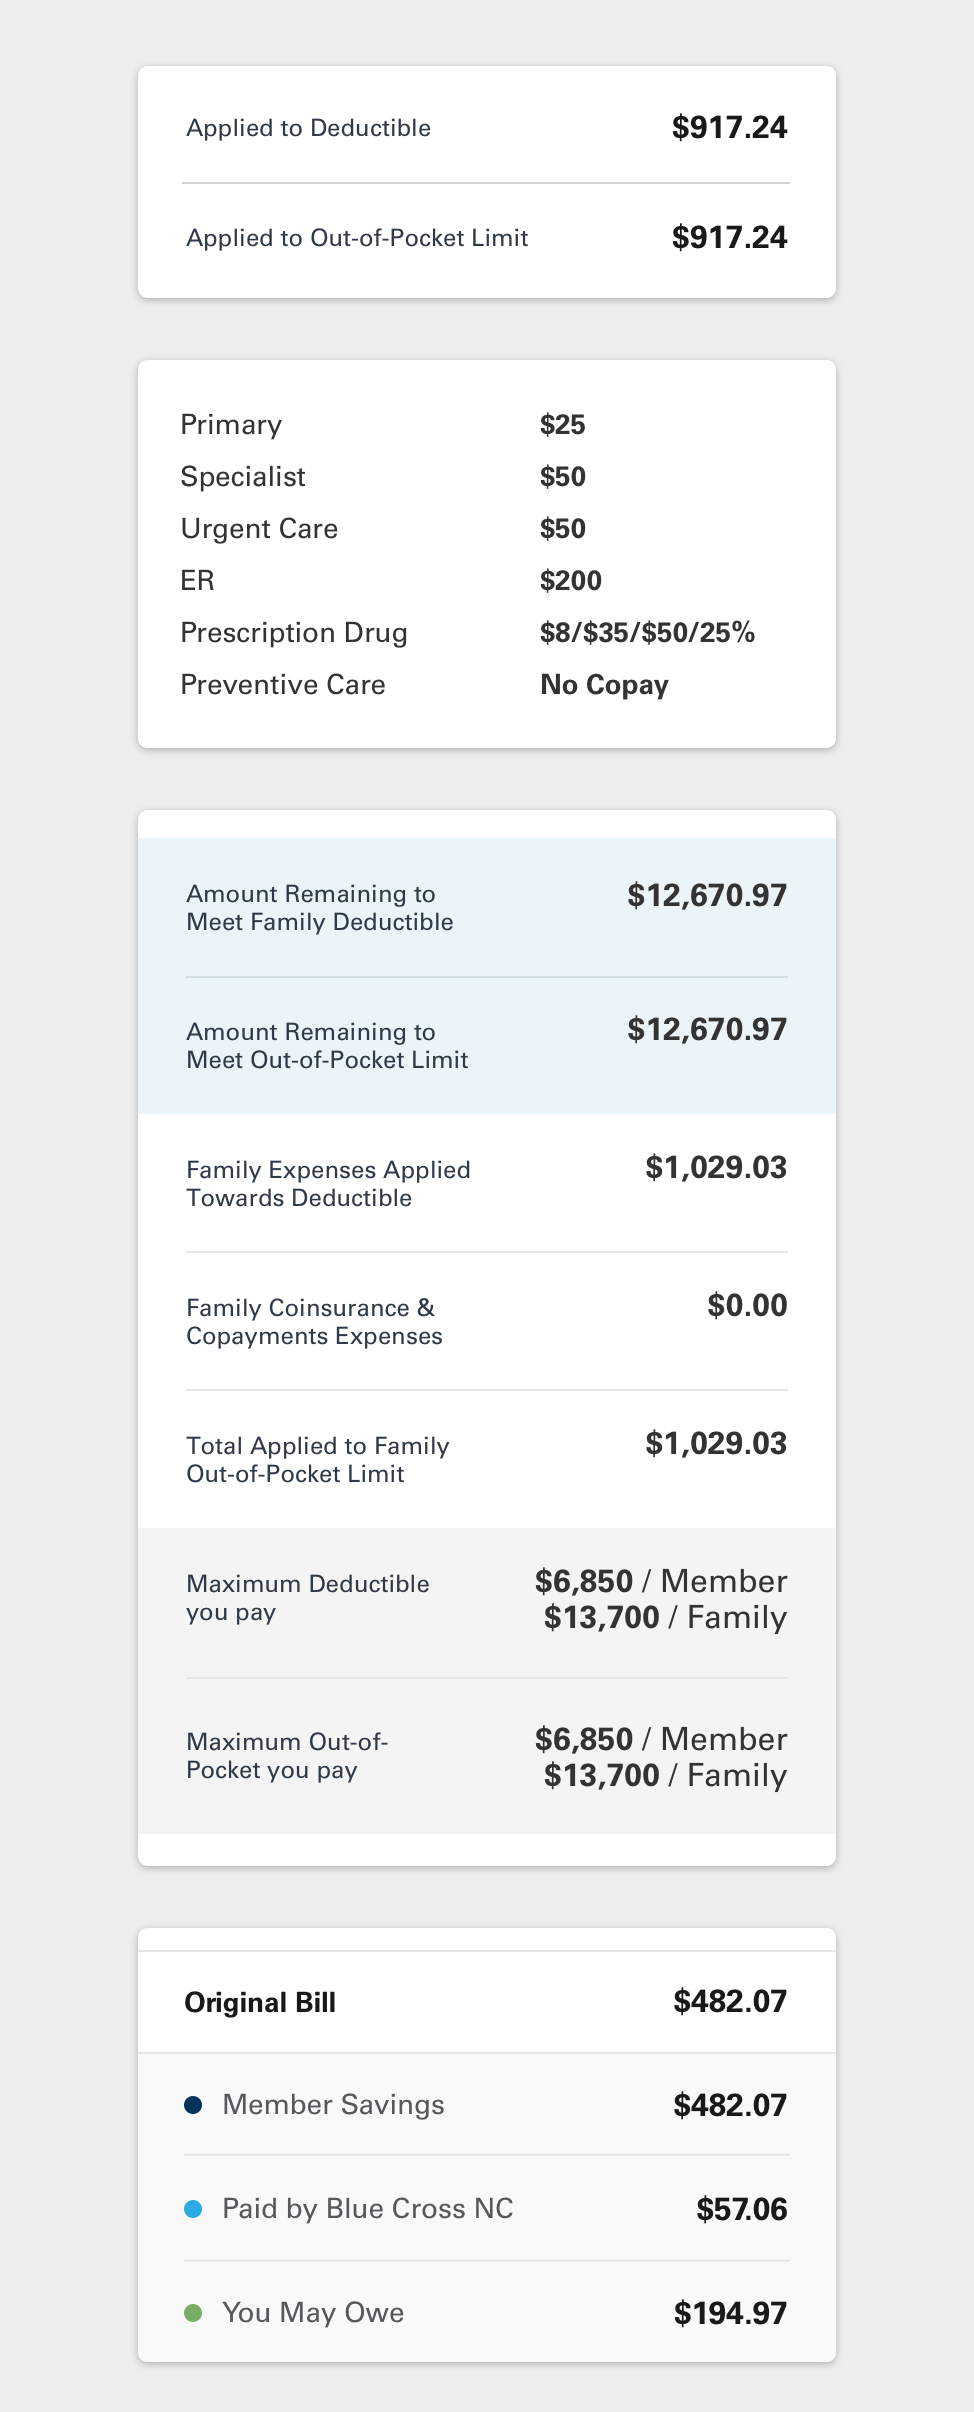 Applied to Deductible $917.24
Applied to Out-of-Pocket Limit $917.24
Primary $25
Specialist $50
Urgent Care $50
ER $200
Prescription Drug $8/$35/$50/25%
Preventive Care No Copay
Amount Remaining to $12,670.97
Meet Family Deductible
Amount Remaining to $12,670.97
Meet Out-of-Pocket Limit
Family Expenses Applied $1,029.03
Towards Deductible
Family Coinsurance & $0.00
Copayments Expenses
Total Applied to Family $1,029.03
Out-of-Pocket Limit
Maximum Deductible $6,850 / Member
you pay $13,700 / Family
Maximum Out-of- $6,850 / Member
Pocket you pay $13,700 / Family
Original Bill $482.07
Member Savings $482.07
Paid by Blue Cross NC $57.06
You May Owe $194.97